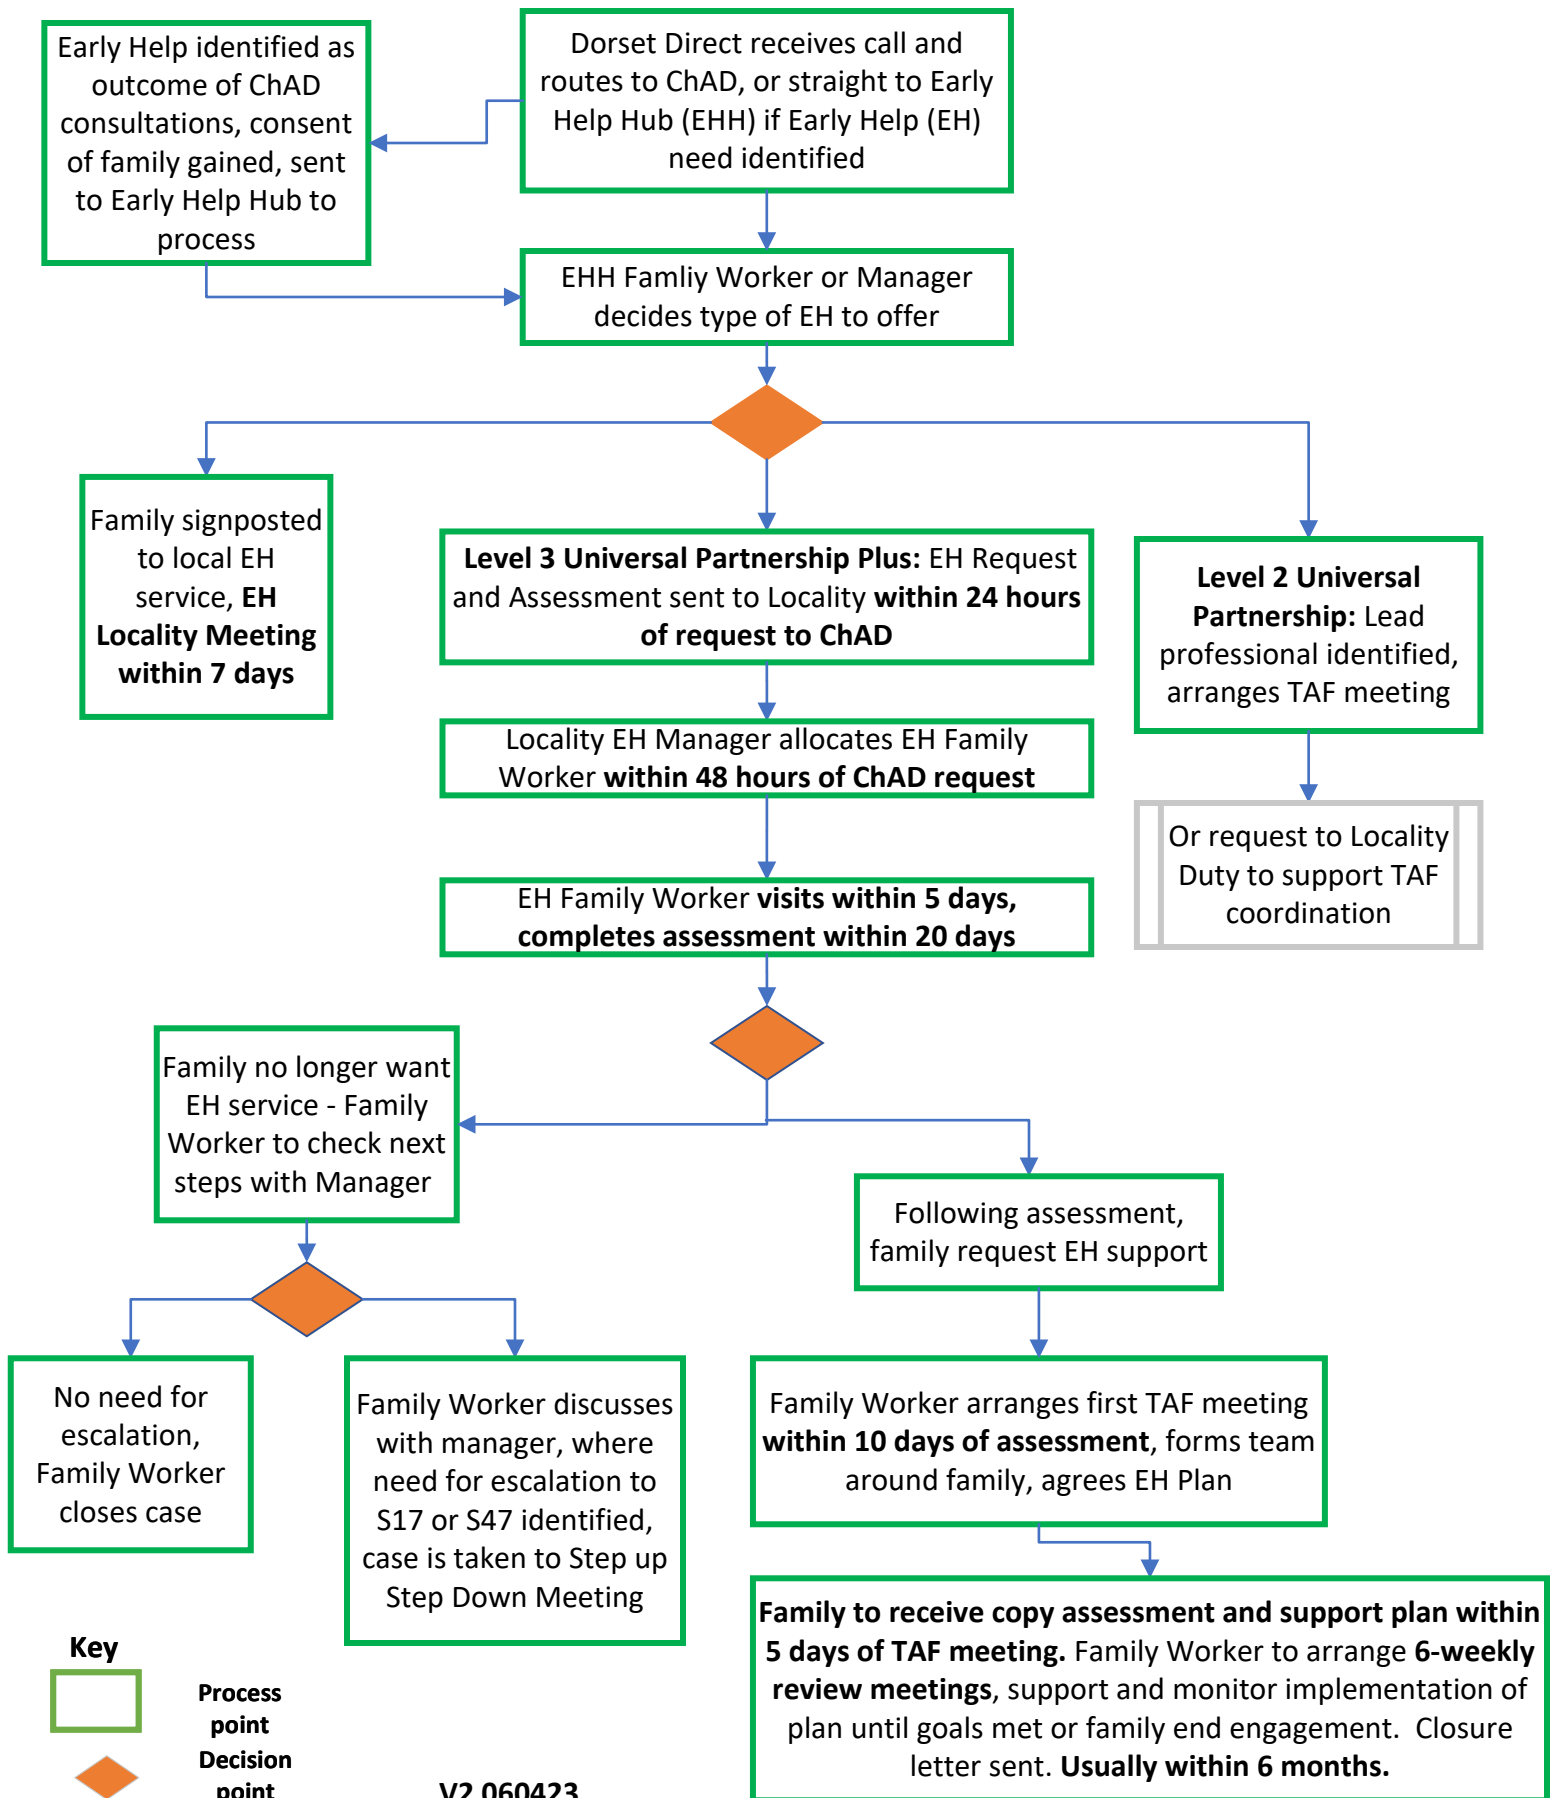 Early Help identified as
outcome of ChAD
consultations, consent
of family gained, sent
to Early Help Hub to
process
Dorset Direct receives call and
routes to ChAD, or straight to Early
Help Hub (EHH) if Early Help (EH)
need identified
EHH Famliy Worker or Manager
decides type of EH to offer
Family signposted
to local EH
service, EH
Locality Meeting
within 7 days
Level 3 Universal Partnership Plus: EH Request
and Assessment sent to Locality within 24 hours
of request to ChAD
Level 2 Universal
Partnership: Lead
professional identified,
arranges TAF meeting
Locality EH Manager allocates EH Family
Worker within 48 hours of ChAD request
Or request to Locality
Duty to support TAF
coordination
EH Family Worker visits within 5 days,
completes assessment within 20 days
Family no longer want
EH service - Family
Worker to check next
steps with Manager
Following assessment,
family request EH support
No need for
escalation,
Family Worker
closes case
Family Worker discusses
with manager, where
need for escalation to
S17 or S47 identified,
case is taken to Step up
Step Down Meeting
Family Worker arranges first TAF meeting
within 10 days of assessment, forms team
around family, agrees EH Plan
Family to receive copy assessment and support plan within
5 days of TAF meeting. Family Worker to arrange 6-weekly
review meetings, support and monitor implementation of
plan until goals met or family end engagement.  Closure
letter sent. Usually within 6 months.
Key
Process
point
Decision
point
V2 060423